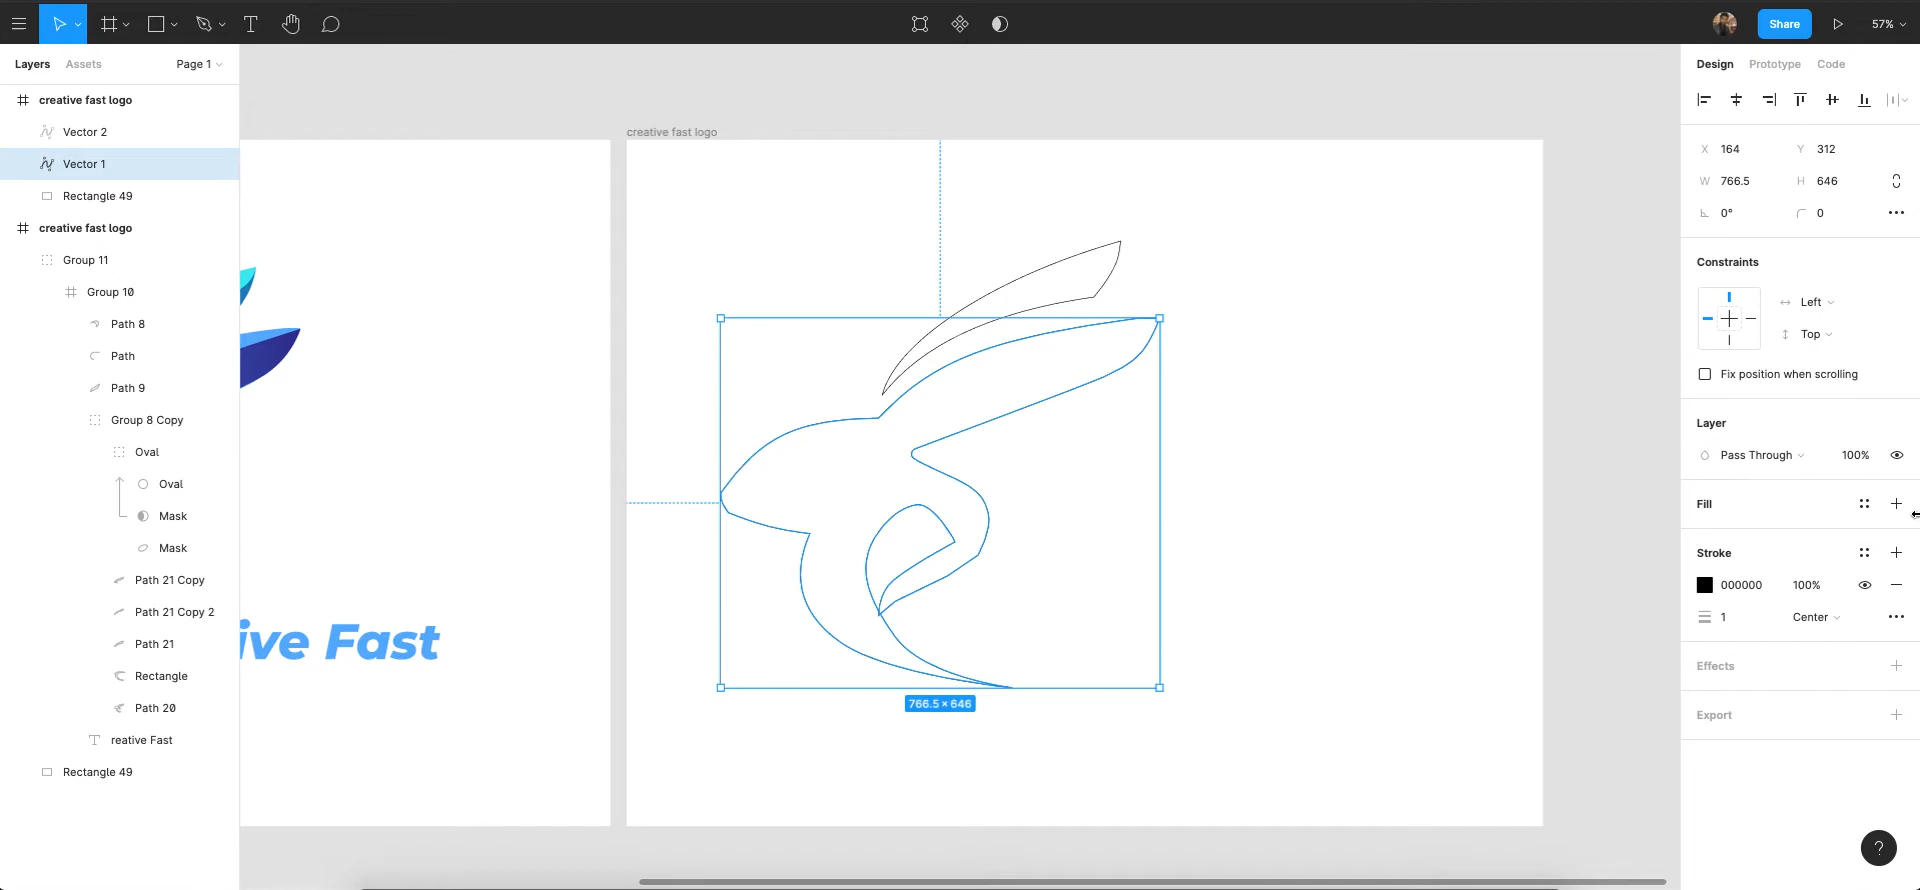 Share
57%
Layers
Assets
Page 1
creative fast logo
Vector 2
Vector 1
Rectangle 49
creative fast logo
Group 11
Group 10
Path 8
Path
Path 9
Group 8 Copy
Oval
Oval
Mask
Mask
Path 21 Copy
Path 21 Copy 2
Path 21
Rectangle
Path 20
reative Fast
Rectangle 49
ive Fast
creative fast logo
766.5 × 646
Design
Prototype
Code
X 164
Y 312
W 766.5
H 646
0°
0
Constraints
Left
Top
Fix position when scrolling
Layer
Pass Through
100%
Fill
Stroke
000000
100%
1
Center
Effects
Export
?